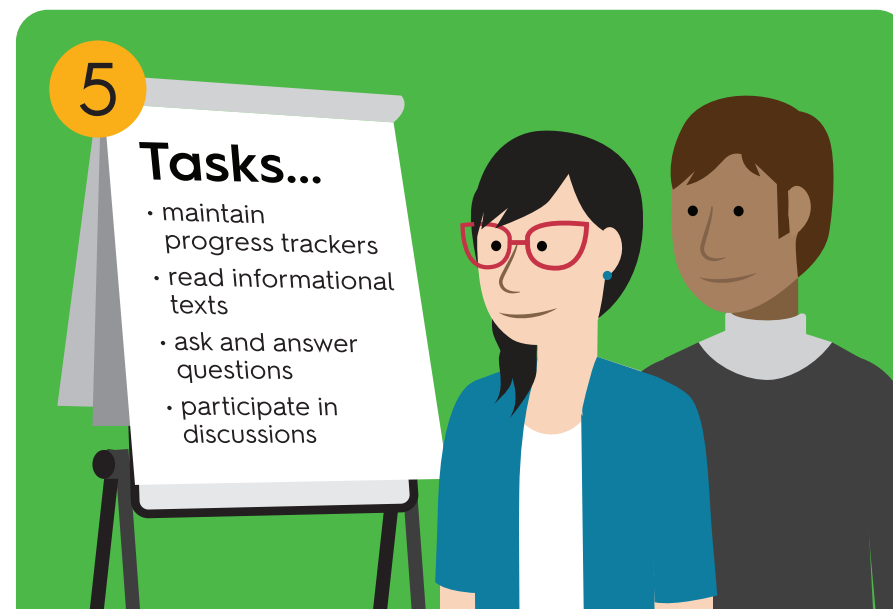 5
Tasks...
• maintain
progress trackers
• read informational
texts
• ask and answer
questions
• participate in
discussions